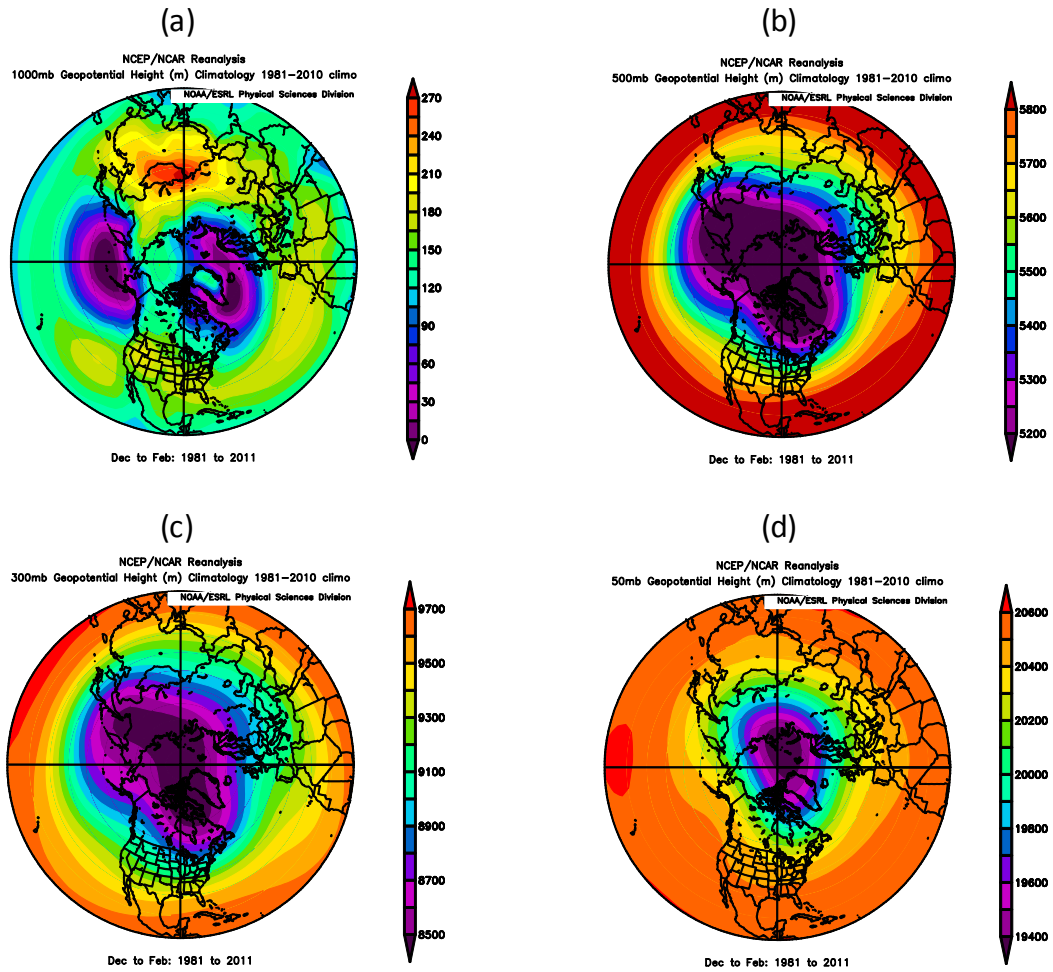 (a)
NCEP/NCAR Reanalysis
1000mb Geopotential Height (m) Climatology 1981−2010 climo
NOAA/ESRL Physical Sciences Division
270
240
210
180
150
120
90
60
30
0
Dec to Feb: 1981 to 2011
(b)
NCEP/NCAR Reanalysis
500mb Geopotential Height (m) Climatology 1981−2010 climo
NOAA/ESRL Physical Sciences Division
5800
5700
5600
5500
5400
5300
5200
Dec to Feb: 1981 to 2011
(c)
NCEP/NCAR Reanalysis
300mb Geopotential Height (m) Climatology 1981−2010 climo
NOAA/ESRL Physical Sciences Division
9700
9500
9300
9100
8900
8700
8500
Dec to Feb: 1981 to 2011
(d)
NCEP/NCAR Reanalysis
50mb Geopotential Height (m) Climatology 1981−2010 climo
NOAA/ESRL Physical Sciences Division
20600
20400
20200
20000
19800
19600
19400
Dec to Feb: 1981 to 2011